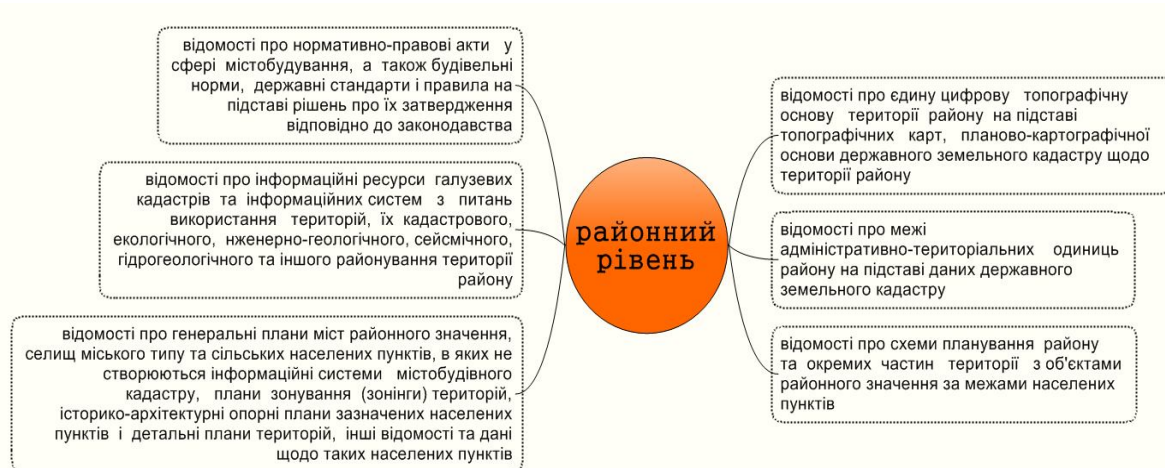 відомості про нормативно-правові акти у
сфері містобудування, а також будівельні
норми, державні стандарти і правила на
підставі рішень про їх затвердження
відповідно до законодавства
відомості про інформаційні ресурси галузевих
кадастрів та інформаційних систем з питань
використання територій, їх кадастрового,
екологічного, нженерно-геологічного, сейсмічного,
гідрогеологічного та іншого районування території
району
відомості про генеральні плани міст районного значення,
селищ міського типу та сільських населених пунктів, в яких не
створюються інформаційні системи містобудівного
кадастру, плани зонування (зонінги) територій,
історико-архітектурні опорні плани зазначених населених
пунктів і детальні плани територій, інші відомості та дані
щодо таких населених пунктів
районний
рівень
відомості про єдину цифрову топографічну
основу території району на підставі
топографічних карт, планово-картографічної
основи державного земельного кадастру щодо
території району
відомості про межі
адміністративно-територіальних одиниць
району на підставі даних державного
земельного кадастру
відомості про схеми планування району
та окремих частин території з об'єктами
районного значення за межами населених
пунктів